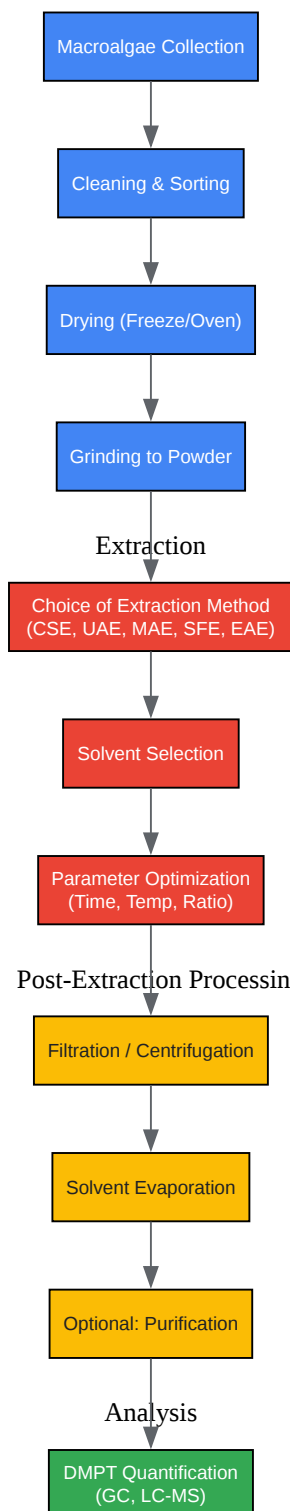 Macroalgae Collection
Cleaning & Sorting
Drying (Freeze/Oven)
Grinding to Powder
Extraction
Choice of Extraction Method
(CSE, UAE, MAE, SFE, EAE)
Solvent Selection
Parameter Optimization
(Time, Temp, Ratio)
Post-Extraction Processin
Filtration / Centrifugation
Solvent Evaporation
Optional: Purification
Analysis
DMPT Quantification
(GC, LC-MS)